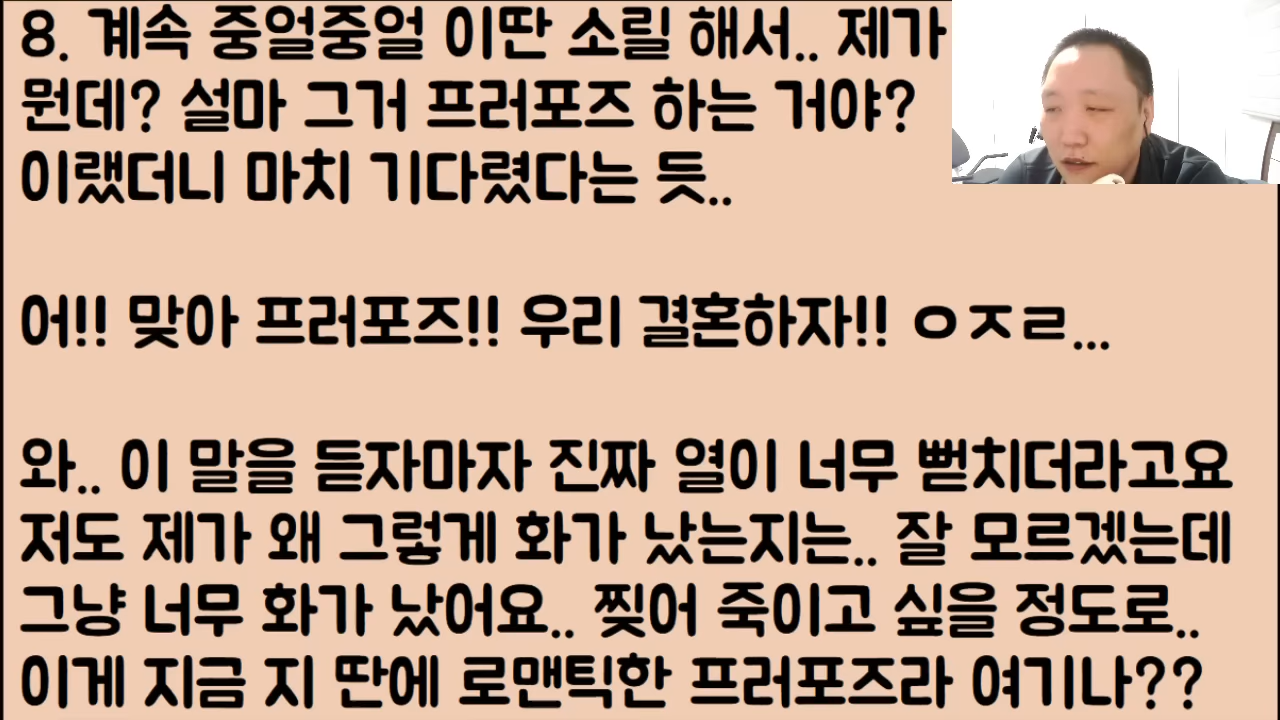 8. 계속 중얼중얼 이딴 소릴 해서.. 제가
뭔데? 설마 그거 프러포즈 하는 거야?
이랬더니 마치 기다렸다는 듯..
어!! 맞아 프러포즈!! 우리 결혼하자!! ㅇㅈㄹ...
와.. 이 말을 듣자마자 진짜 열이 너무 뻗치더라고요
저도 제가 왜 그렇게 화가 났는지는.. 잘 모르겠는데
그냥 너무 화가 났어요.. 찢어 죽이고 싶을 정도로..
이게 지금 지 딴에 로맨틱한 프러포즈라 여기나??